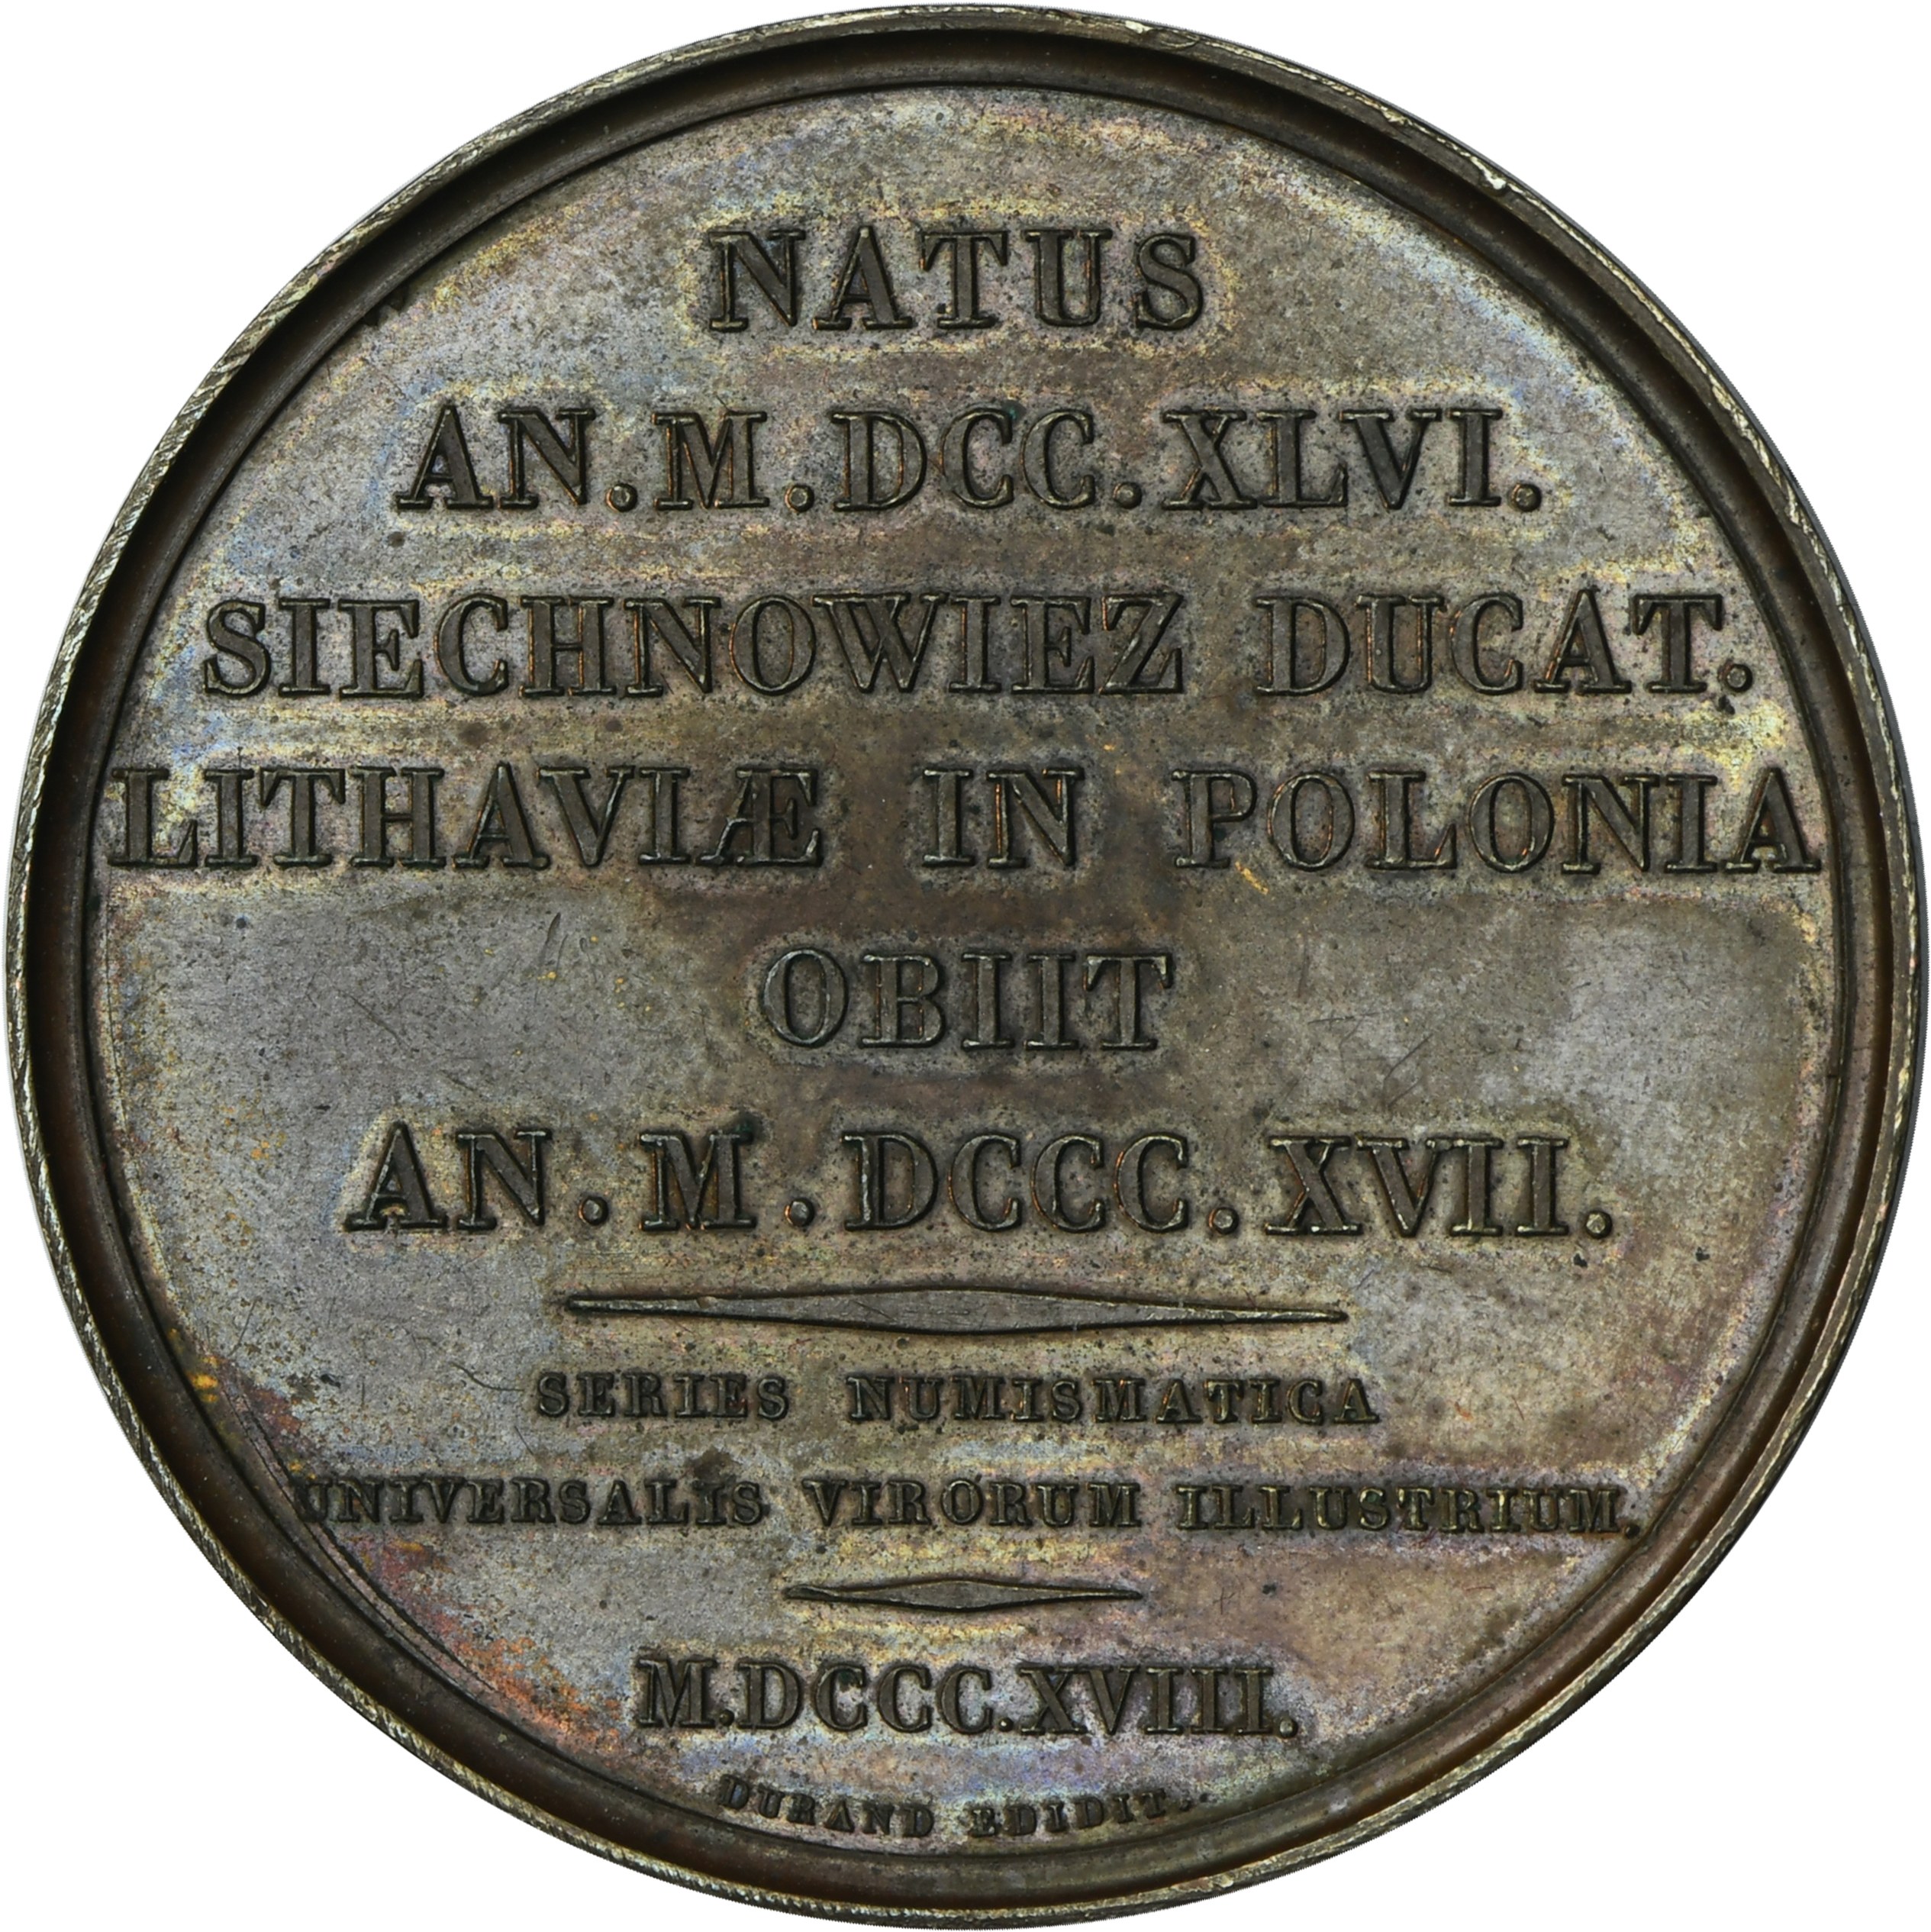 NATUS
AN. M. DCC. XLVI.
SIECHNOWIEZ DUCAT.
LITHAVIÆ IN POLONIA
OBIIT
AN. M. DCCC. XVII.
SERIES NUMISMATICA
UNIVERSALIS VIRORUM ILLUSTRIUM.
M.DCCC.XVIII.
DURAND EDIDIT.